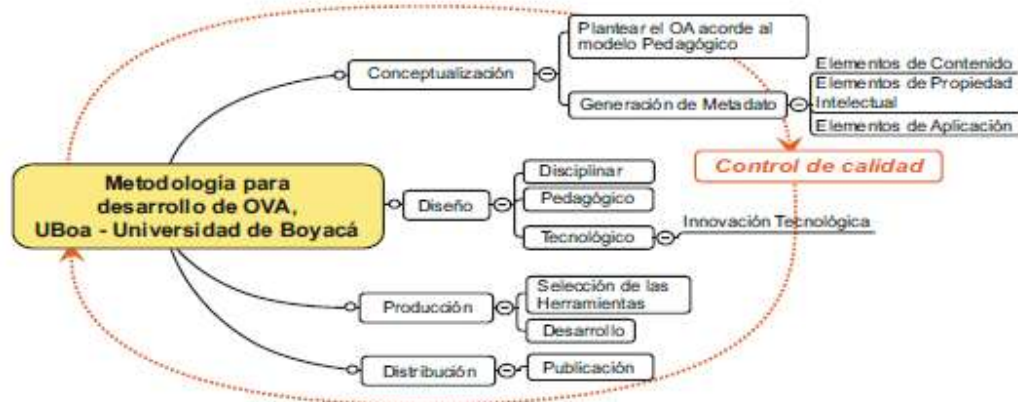 Plantear el OA acorde al
modelo Pedagógico
Conceptualización
Generación de Metadato
Elementos de Contenido
Elementos de Propiedad
Intelectual
Elementos de Aplicación
Control de calidad
Metodología para
desarrollo de OVA,
UBoa - Universidad de Boyacá
Diseño
Disciplinar
Pedagógico
Tecnológico
Innovación Tecnológica
Producción
Selección de las
Herramientas
Desarrollo
Distribución
Publicación